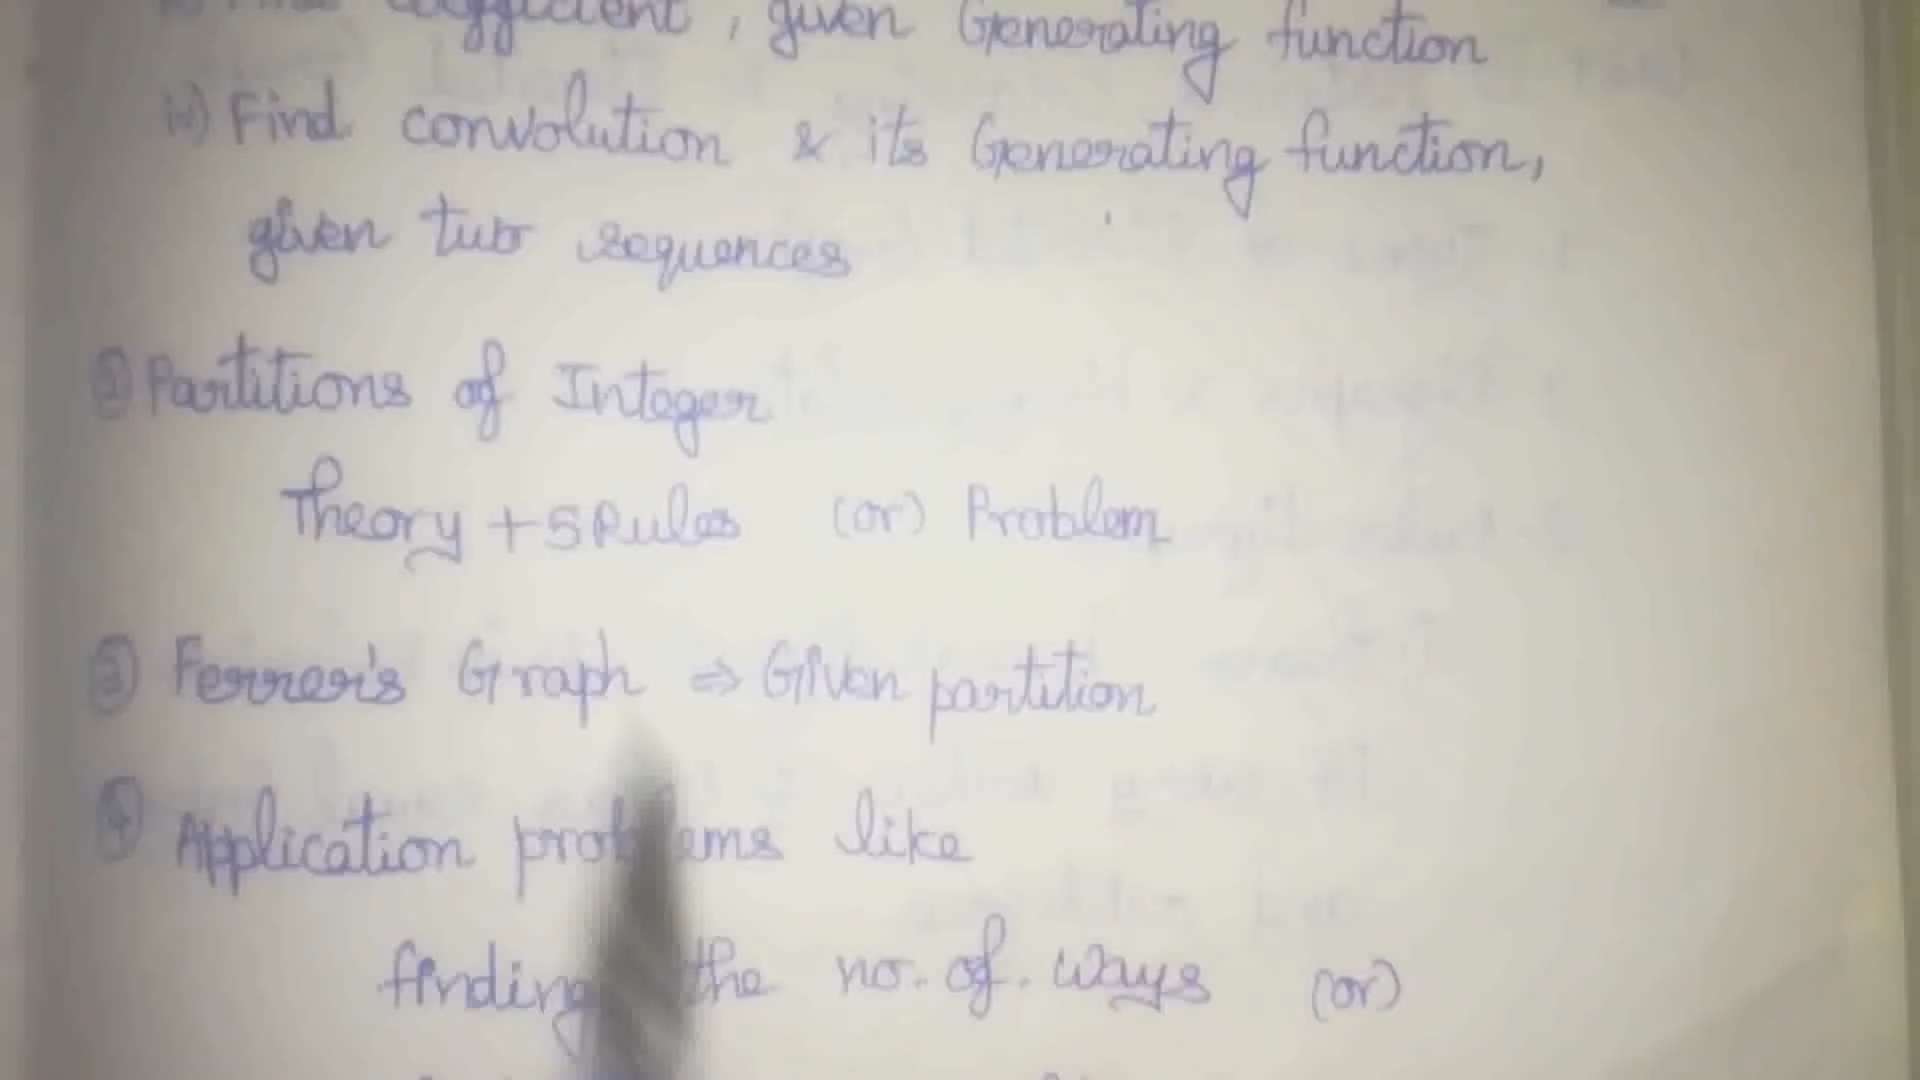 coefficient, given Generating function
iv) Find convolution & its Generating function,
given two sequences
② Partitions of Integer
Theory + 5 Rules (or) Problem
③ Ferrer's Graph ⇒ Given partition
④ Application problems like
finding the no. of. ways (or)